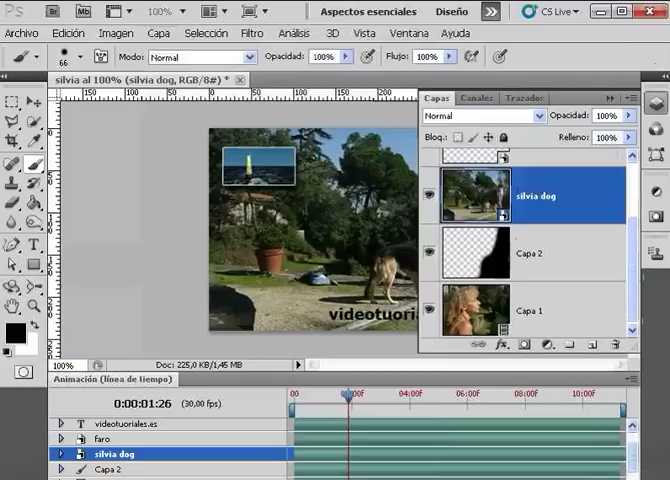 Ps Mb 160% Aspectos esenciales Diseño CS Live
Archivo Edición Imagen Capa Selección Filtro Análisis 3D Vista Ventana Ayuda
66 Modo: Normal Opacidad: 100% Flujo: 100%
silvia al 100% (silvia dog, RGB/8#) *
150 100 50 0 50 100 150 200
videotuoria
Capas Canales Trazados
Normal Opacidad: 100%
Bloq.: Relleno: 100%
silvia dog
Capa 2
Capa 1
fx
100% Doc: 225,0 KB/1,45 MB
Animación (línea de tiempo)
0:00:01:26 (30,00 fps)
00 04:00f 06:00f 08:00f 10:00f
T videotuoriales.es
faro
silvia dog
Capa 2